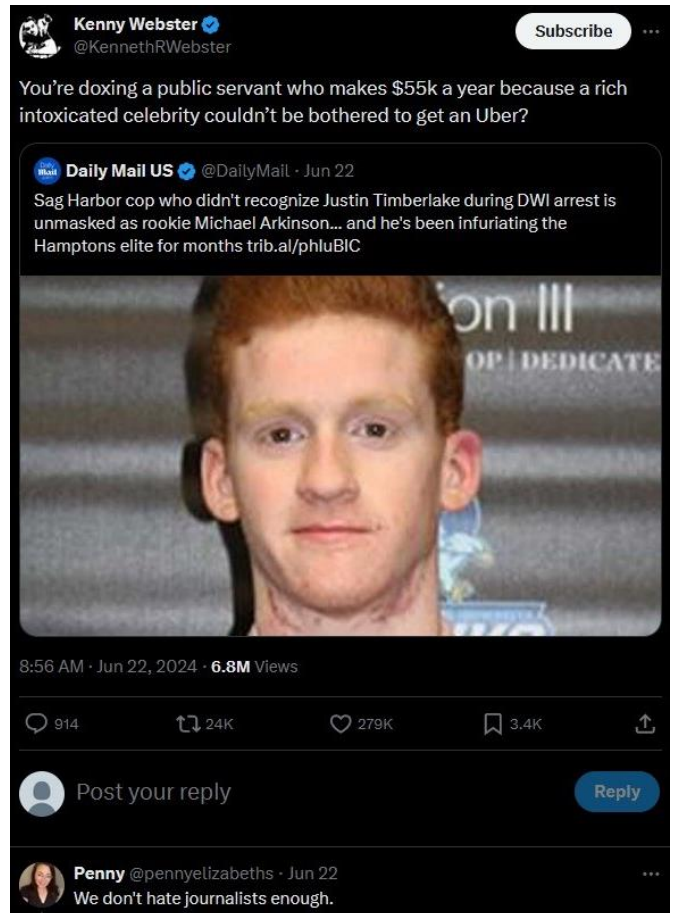 Kenny Webster
@KennethRWebster
Subscribe
You’re doxing a public servant who makes $55k a year because a rich
intoxicated celebrity couldn’t be bothered to get an Uber?
Daily Mail
Daily Mail US @DailyMail · Jun 22
Sag Harbor cop who didn't recognize Justin Timberlake during DWI arrest is
unmasked as rookie Michael Arkinson... and he's been infuriating the
Hamptons elite for months trib.al/phluBlC
on III
OP | DEDICATE
8:56 AM · Jun 22, 2024 · 6.8M Views
914 24K 279K 3.4K
Post your reply
Reply
Penny @pennyelizabeths · Jun 22
We don't hate journalists enough.